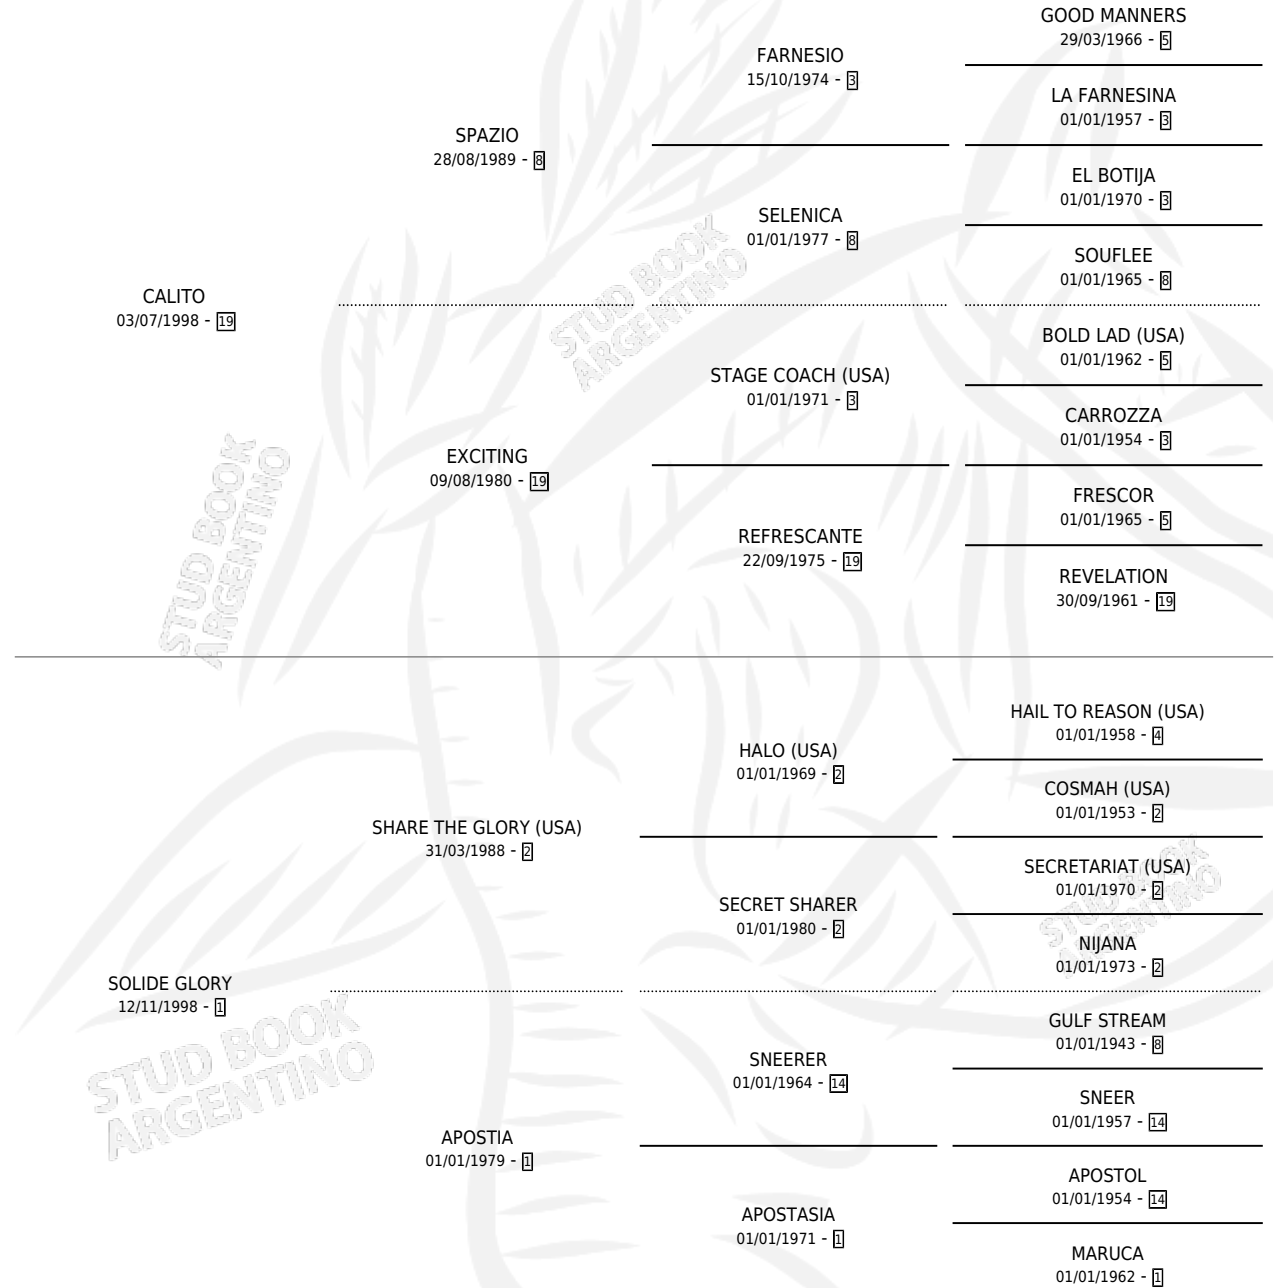 GOOD MANNERS
29/03/1966 - 5
FARNESIO
15/10/1974 - 3
LA FARNESINA
01/01/1957 - 3
SPAZIO
28/08/1989 - 8
EL BOTIJA
01/01/1970 - 3
SELENICA
01/01/1977 - 8
SOUFLEE
01/01/1965 - 8
CALITO
03/07/1998 - 19
BOLD LAD (USA)
01/01/1962 - 5
STAGE COACH (USA)
01/01/1971 - 3
CARROZZA
01/01/1954 - 3
EXCITING
09/08/1980 - 19
FRESCOR
01/01/1965 - 5
REFRESCANTE
22/09/1975 - 19
REVELATION
30/09/1961 - 19
HAIL TO REASON (USA)
01/01/1958 - 4
HALO (USA)
01/01/1969 - 2
COSMAH (USA)
01/01/1953 - 2
SHARE THE GLORY (USA)
31/03/1988 - 2
SECRETARIAT (USA)
01/01/1970 - 2
SECRET SHARER
01/01/1980 - 2
NIJANA
01/01/1973 - 2
SOLIDE GLORY
12/11/1998 - 1
GULF STREAM
01/01/1943 - 8
SNEERER
01/01/1964 - 14
SNEER
01/01/1957 - 14
APOSTIA
01/01/1979 - 1
APOSTOL
01/01/1954 - 14
APOSTASIA
01/01/1971 - 1
MARUCA
01/01/1962 - 1
STUD BOOK
ARGENTINO
STUD BOOK
ARGENTINO
STUD BOOK
ARGENTINO
STUD BOOK
ARGENTINO